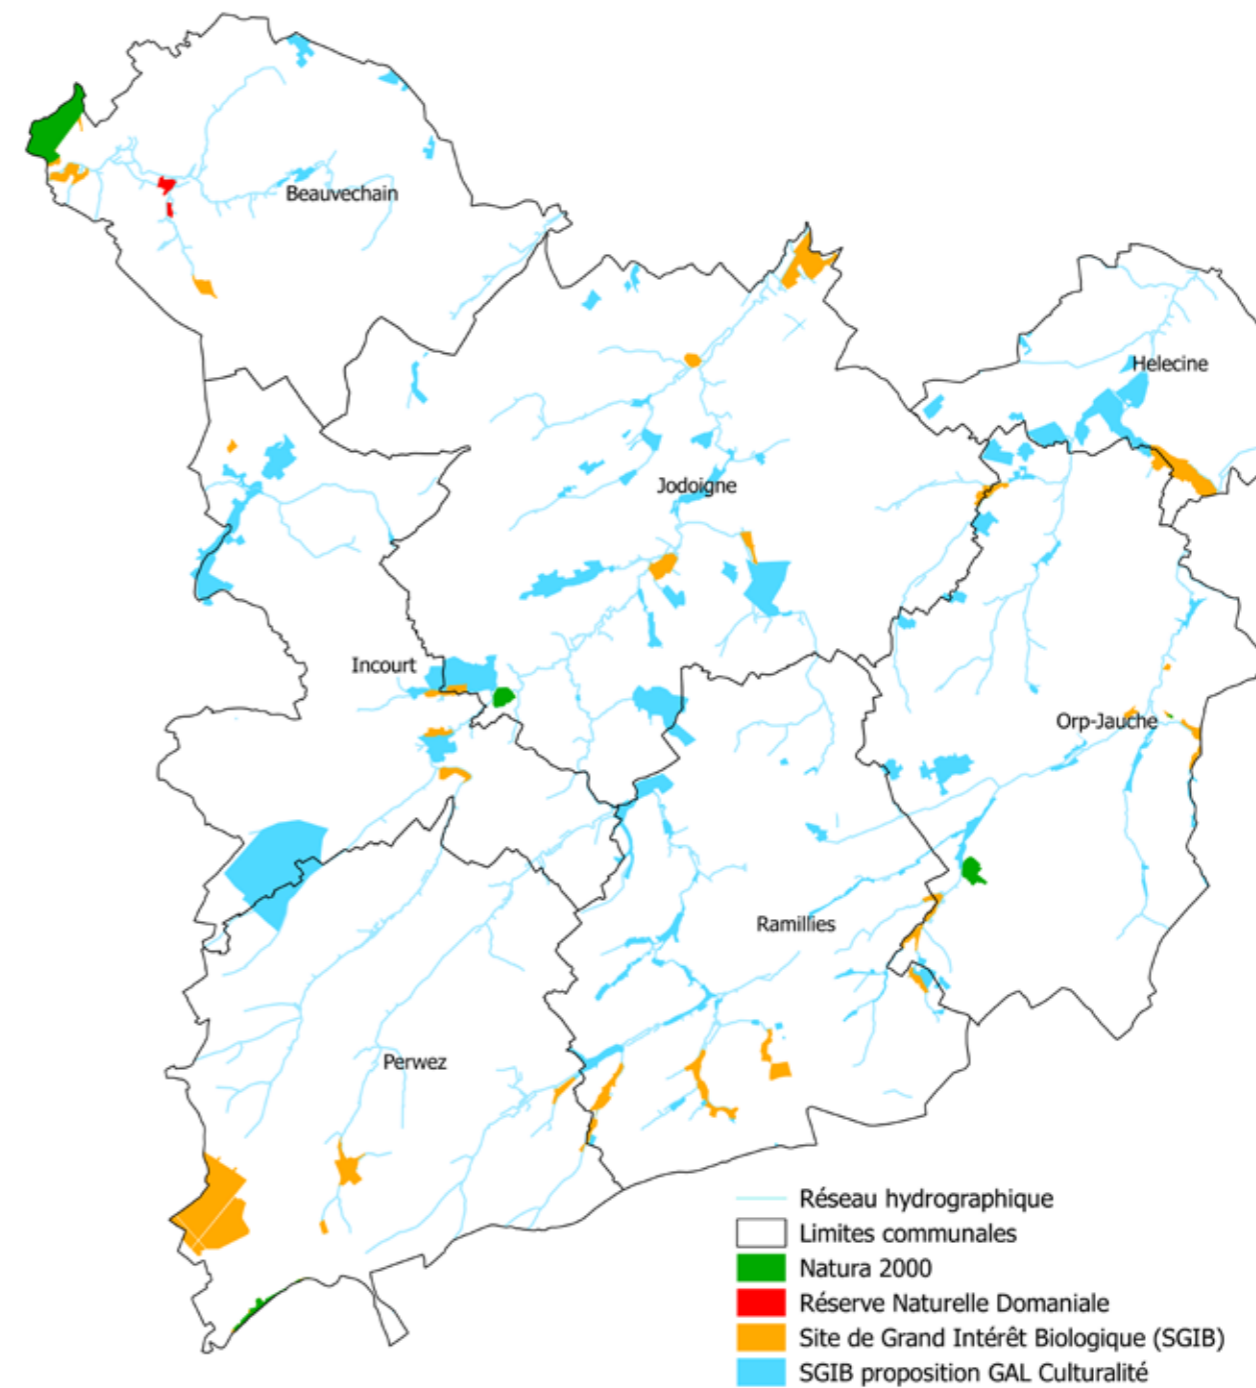 Beauvechain
Helecine
Jodoigne
Incourt
Orp-Jauche
Ramillies
Perwez
Réseau hydrographique
Limites communales
Natura 2000
Réserve Naturelle Domaniale
Site de Grand Intérêt Biologique (SGIB)
SGIB proposition GAL Culturalité